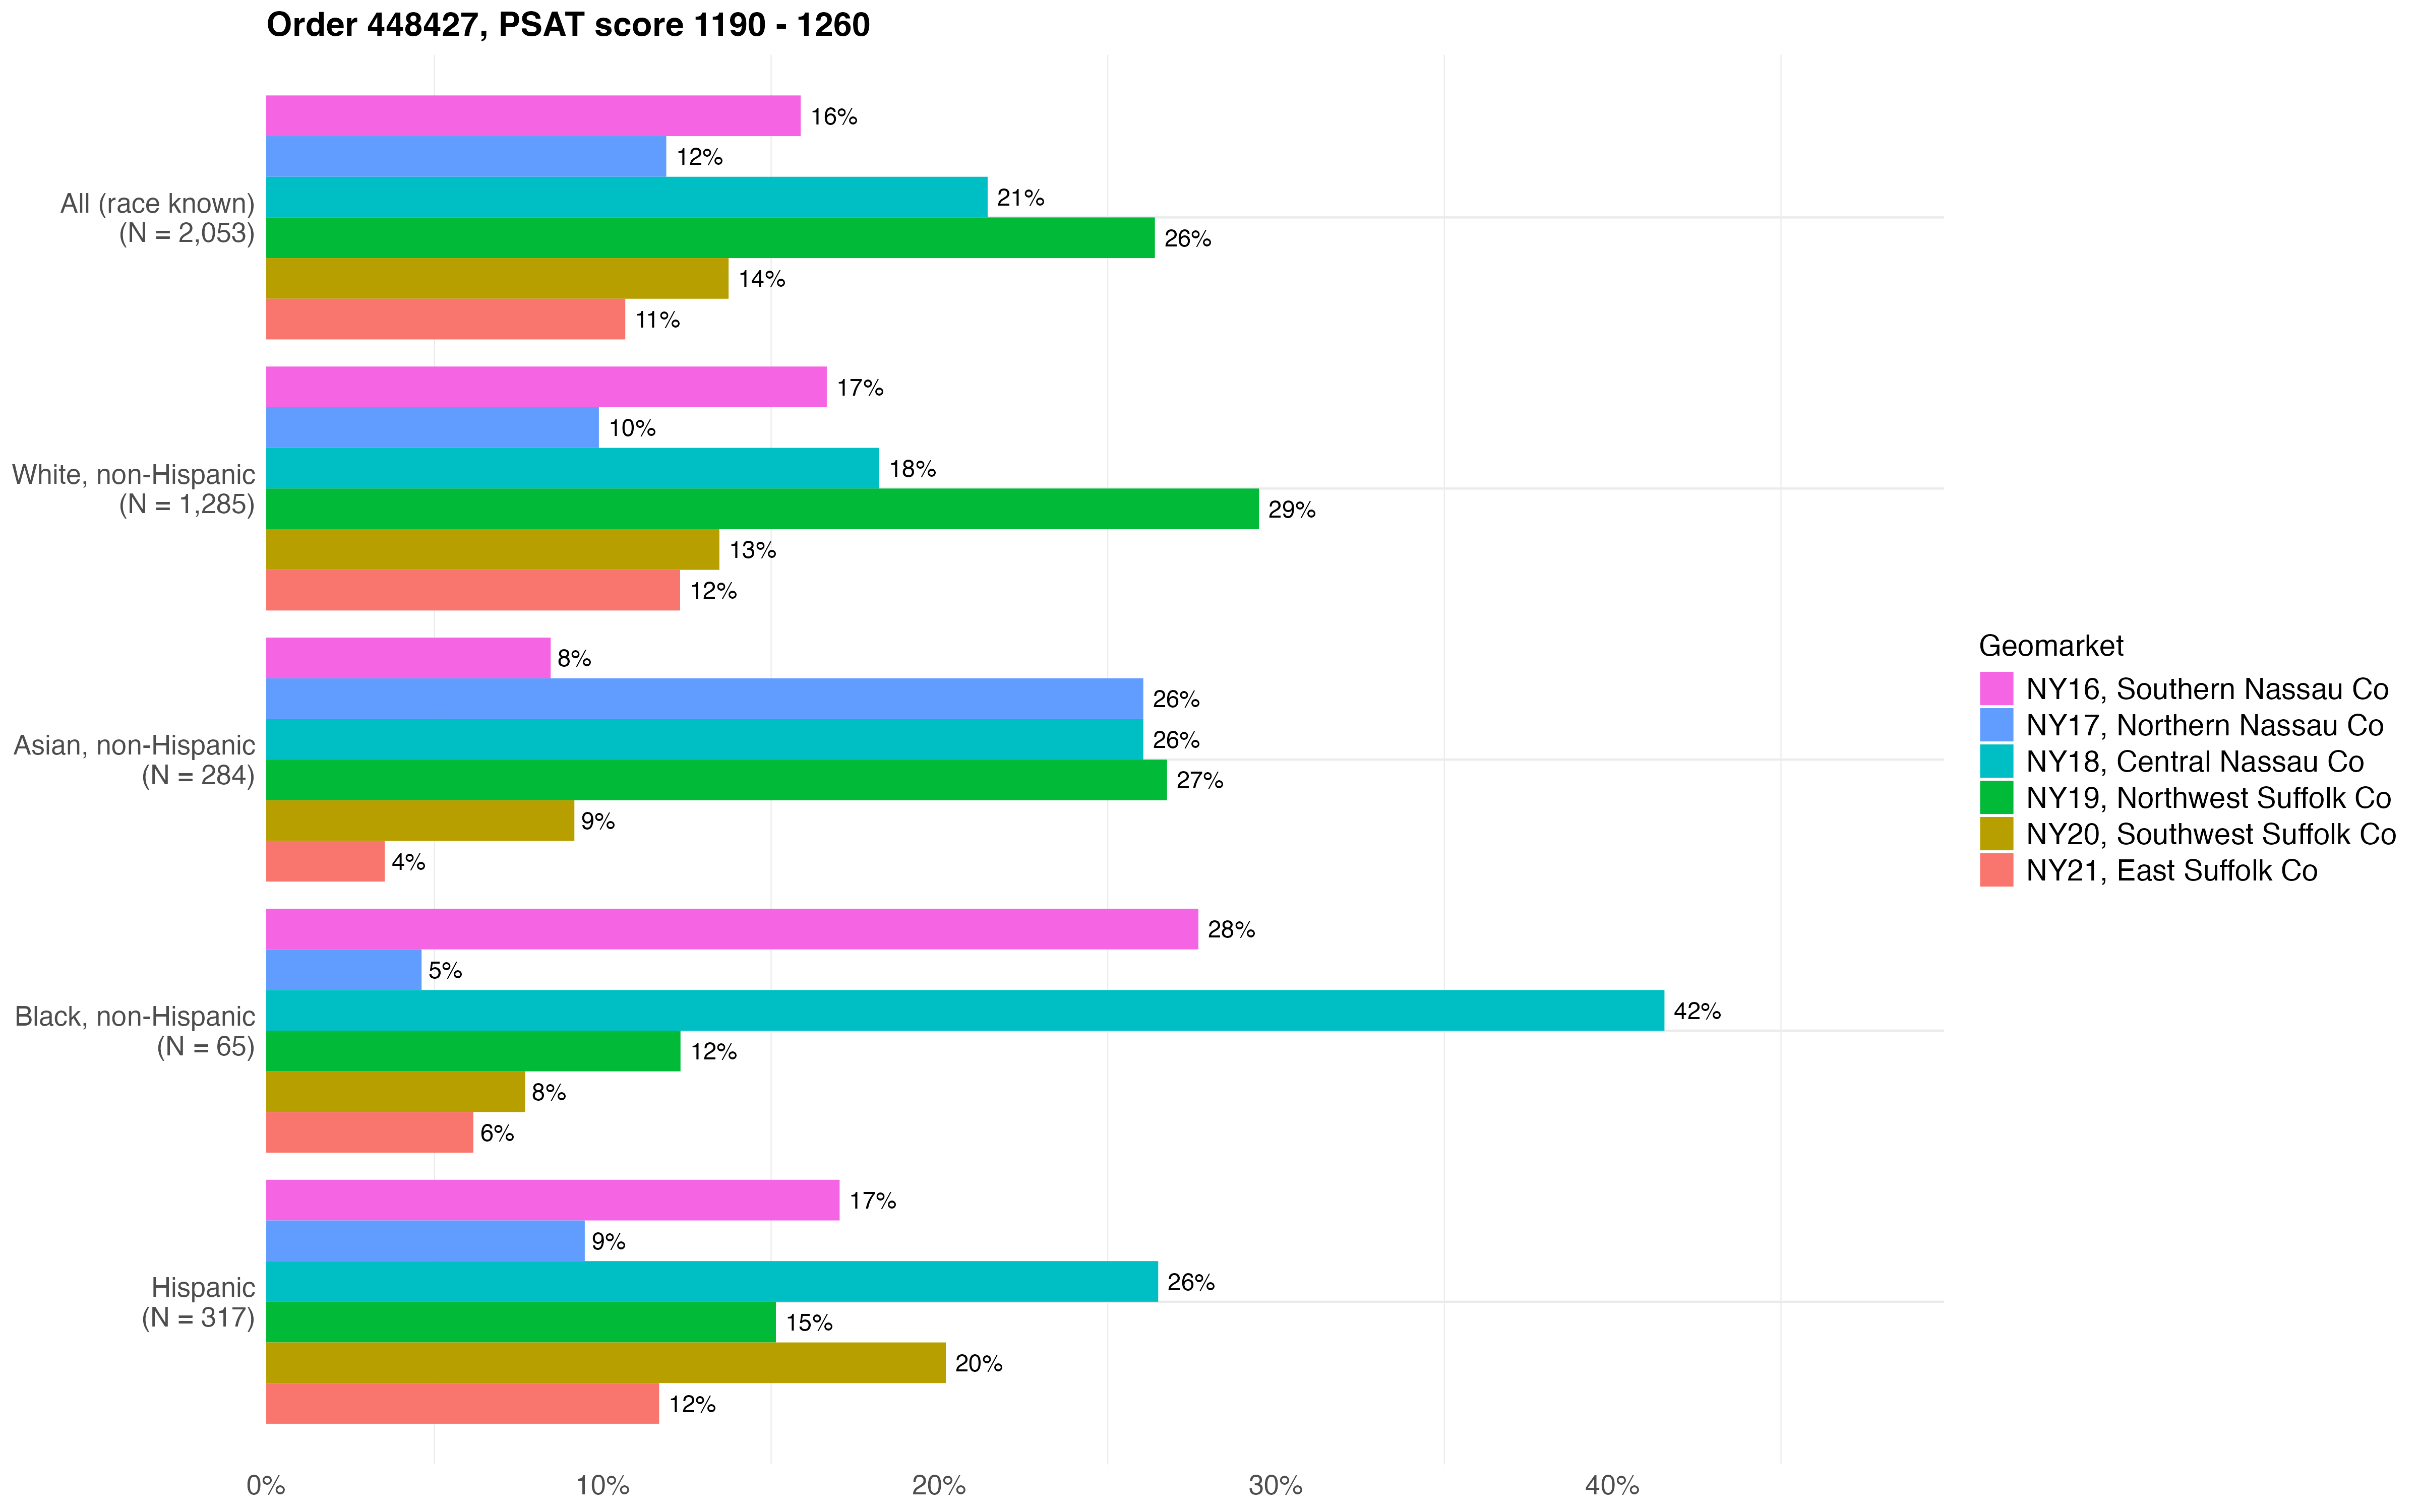 Order 448427, PSAT score 1190 - 1260
All (race known)
(N = 2,053)
16%
12%
21%
26%
14%
11%
White, non-Hispanic
(N = 1,285)
17%
10%
18%
29%
13%
12%
Asian, non-Hispanic
(N = 284)
8%
26%
26%
27%
9%
4%
Black, non-Hispanic
(N = 65)
28%
5%
42%
12%
8%
6%
Hispanic
(N = 317)
17%
9%
26%
15%
20%
12%
0% 10% 20% 30% 40%
Geomarket
NY16, Southern Nassau Co
NY17, Northern Nassau Co
NY18, Central Nassau Co
NY19, Northwest Suffolk Co
NY20, Southwest Suffolk Co
NY21, East Suffolk Co